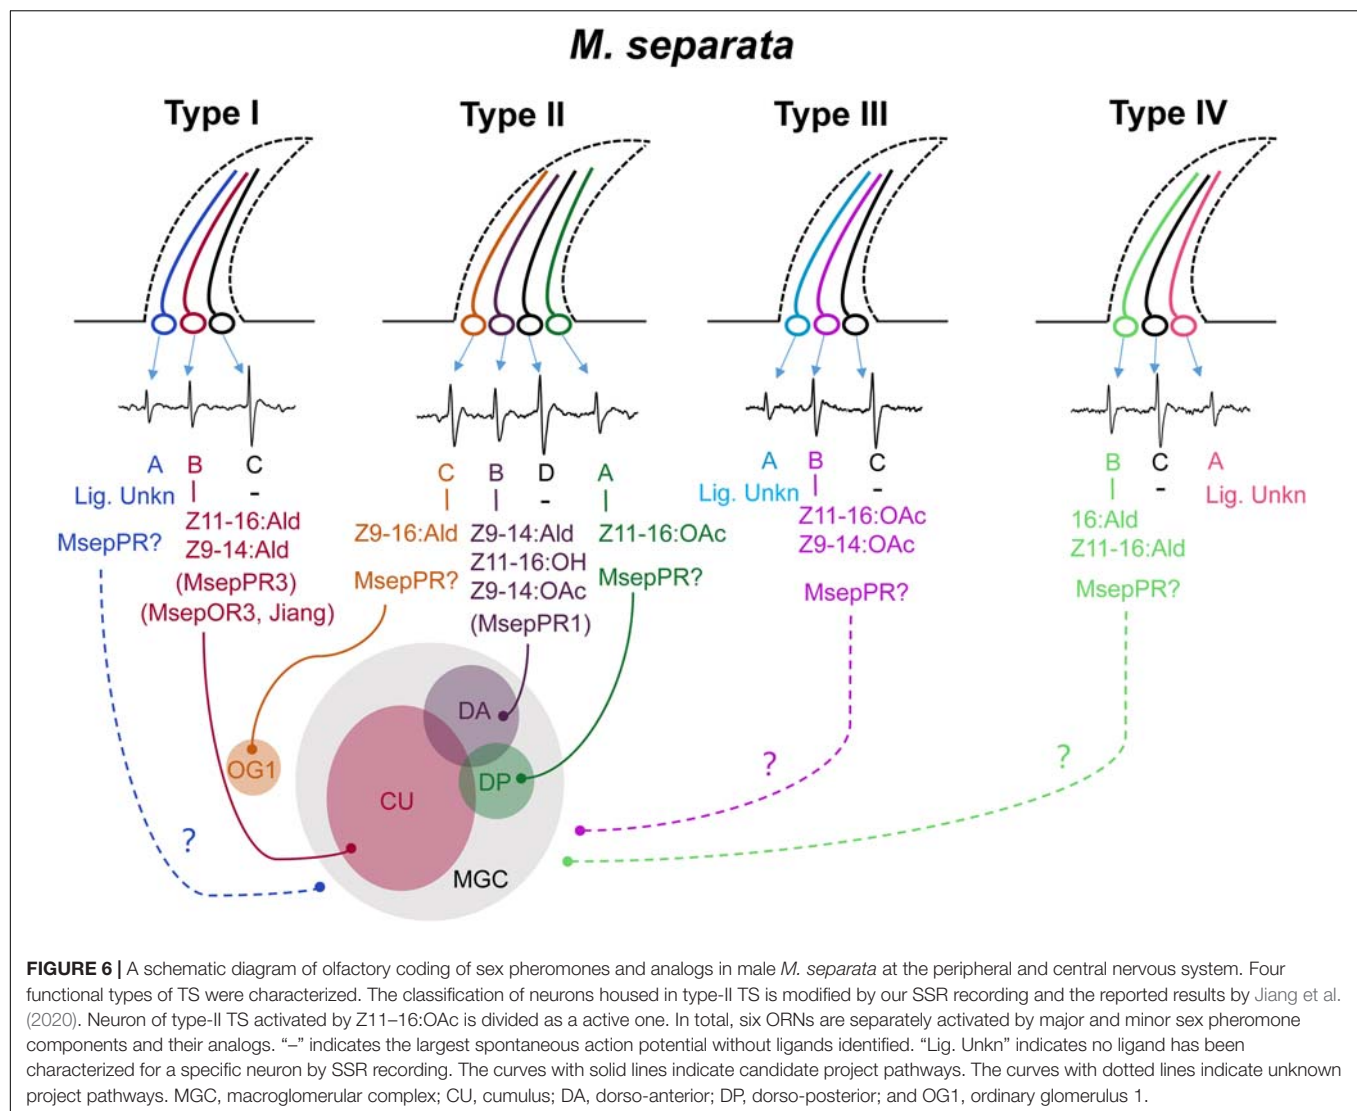 M. separata
Type I
Type II
Type III
Type IV
A B C
Lig. Unkn -
Z11-16:Ald
Z9-14:Ald
MsepPR?
(MsepPR3)
(MsepOR3, Jiang)
C B D A
-
Z9-16:Ald
Z9-14:Ald
Z11-16:OH
Z9-14:OAc
(MsepPR1)
MsepPR?
Z11-16:OAc
MsepPR?
A B C
Lig. Unkn -
Z11-16:OAc
Z9-14:OAc
MsepPR?
B C A
- Lig. Unkn
16:Ald
Z11-16:Ald
MsepPR?
DA
OG1
DP
CU
MGC
?
?
?
FIGURE 6 | A schematic diagram of olfactory coding of sex pheromones and analogs in male M. separata at the peripheral and central nervous system. Four
functional types of TS were characterized. The classification of neurons housed in type-II TS is modified by our SSR recording and the reported results by Jiang et al.
(2020). Neuron of type-II TS activated by Z11–16:OAc is divided as a active one. In total, six ORNs are separately activated by major and minor sex pheromone
components and their analogs. “–” indicates the largest spontaneous action potential without ligands identified. “Lig. Unkn” indicates no ligand has been
characterized for a specific neuron by SSR recording. The curves with solid lines indicate candidate project pathways. The curves with dotted lines indicate unknown
project pathways. MGC, macroglomerular complex; CU, cumulus; DA, dorso-anterior; DP, dorso-posterior; and OG1, ordinary glomerulus 1.